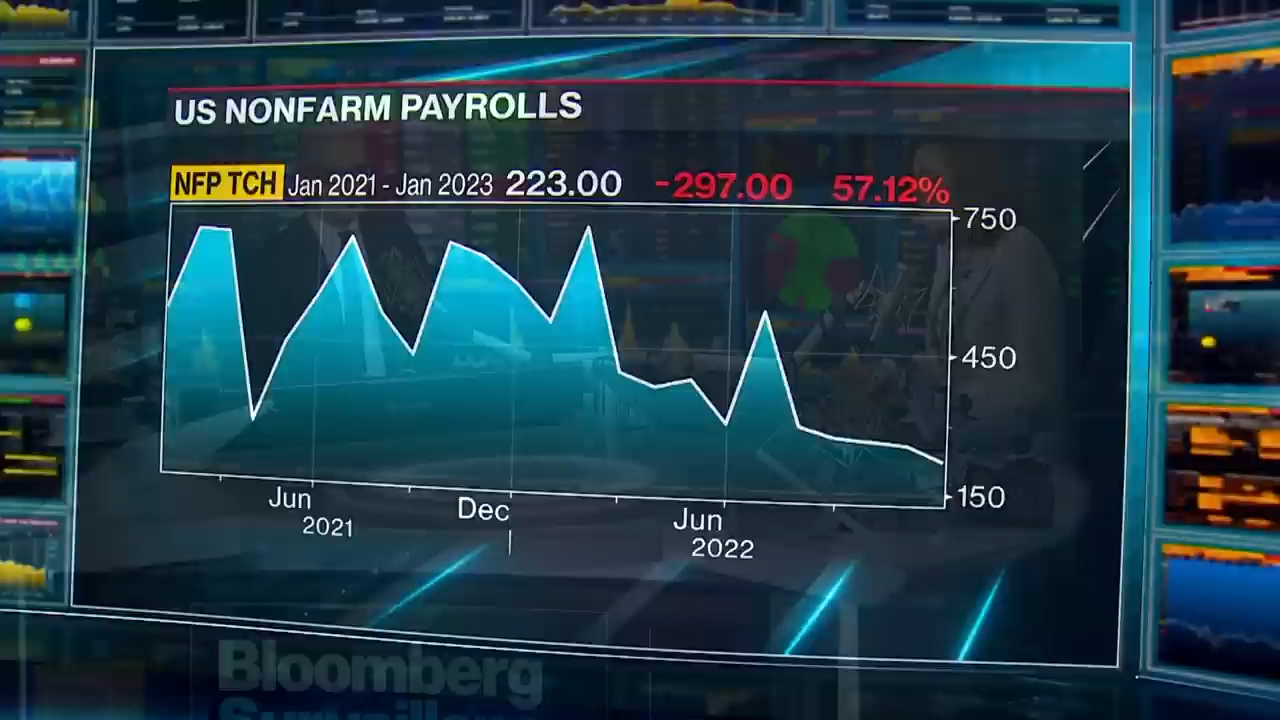 US NONFARM PAYROLLS
NFP TCH Jan 2021 - Jan 2023 223.00 -297.00 57.12%
750
450
150
Jun Dec Jun
2021 2022
Bloomberg